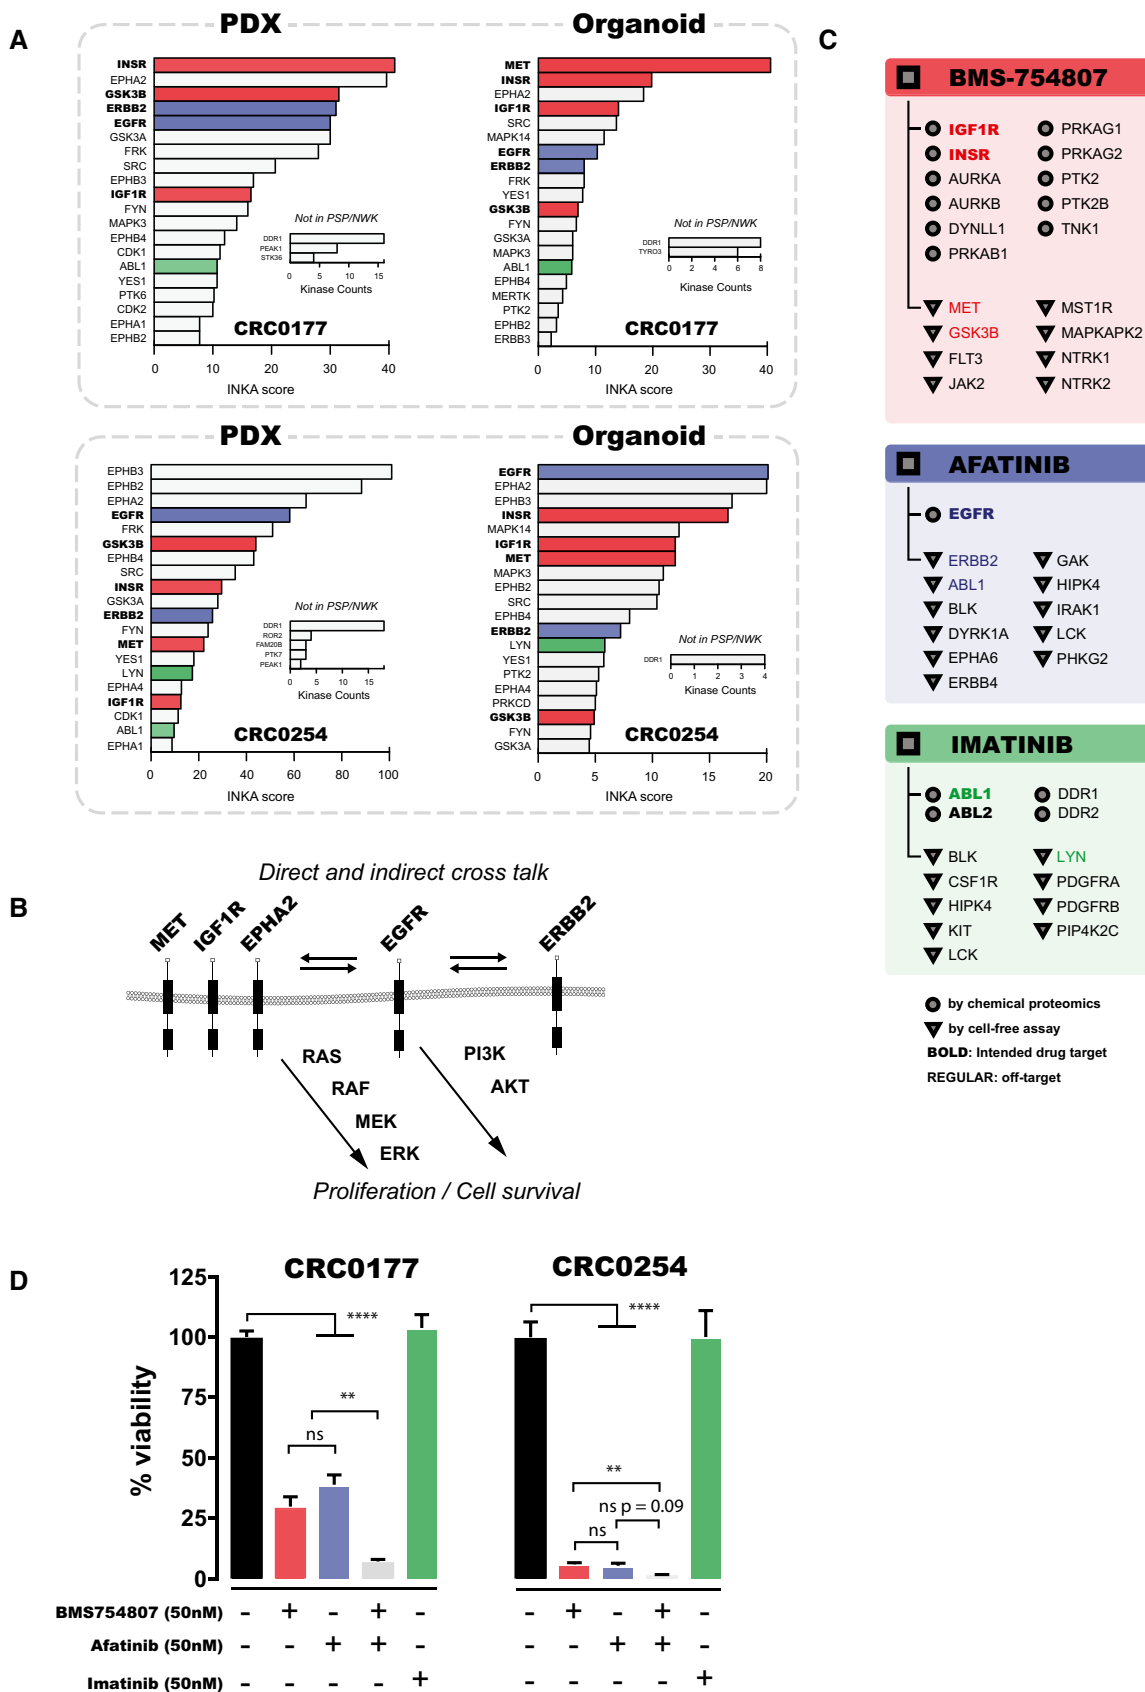 A
PDX
Organoid
INSR
EPHA2
GSK3B
ERBB2
EGFR
GSK3A
FRK
SRC
EPHB3
IGF1R
FYN
MAPK3
EPHB4
CDK1
ABL1
YES1
PTK6
CDK2
EPHA1
EPHB2
Not in PSP/NWK
DDR1
PEAK1
STK36
0 5 10 15
Kinase Counts
CRC0177
0 10 20 30 40
INKA score
MET
INSR
EPHA2
IGF1R
SRC
MAPK14
EGFR
ERBB2
FRK
YES1
GSK3B
FYN
GSK3A
MAPK3
ABL1
EPHB4
MERTK
PTK2
EPHB2
ERBB3
Not in PSP/NWK
DDR1
TYRO3
0 2 4 6 8
Kinase Counts
CRC0177
0 10 20 30 40
INKA score
PDX
Organoid
EPHB3
EPHB2
EPHA2
EGFR
FRK
GSK3B
EPHB4
SRC
INSR
GSK3A
ERBB2
FYN
MET
YES1
LYN
EPHA4
IGF1R
CDK1
ABL1
EPHA1
Not in PSP/NWK
DDR1
ROR2
FAM20B
PTK7
PEAK1
0 5 10 15
Kinase Counts
CRC0254
0 20 40 60 80 100
INKA score
EGFR
EPHA2
EPHB3
INSR
MAPK14
IGF1R
MET
MAPK3
EPHB2
SRC
EPHB4
ERBB2
LYN
YES1
PTK2
EPHA4
PRKCD
GSK3B
FYN
GSK3A
Not in PSP/NWK
DDR1
0 1 2 3 4
Kinase Counts
CRC0254
0 5 10 15 20
INKA score
B
Direct and indirect cross talk
MET IGF1R EPHA2 EGFR ERBB2
RAS
RAF
MEK
ERK
PI3K
AKT
Proliferation / Cell survival
C
BMS-754807
IGF1R PRKAG1
INSR PRKAG2
AURKA PTK2
AURKB PTK2B
DYNLL1 TNK1
PRKAB1
MET MST1R
GSK3B MAPKAPK2
FLT3 NTRK1
JAK2 NTRK2
AFATINIB
EGFR
ERBB2 GAK
ABL1 HIPK4
BLK IRAK1
DYRK1A LCK
EPHA6 PHKG2
ERBB4
IMATINIB
ABL1 DDR1
ABL2 DDR2
BLK LYN
CSF1R PDGFRA
HIPK4 PDGFRB
KIT PIP4K2C
LCK
by chemical proteomics
by cell-free assay
BOLD: Intended drug target
REGULAR: off-target
D
CRC0177
CRC0254
% viability
125
100
75
50
25
0
****
**
ns
****
**
ns p = 0.09
ns
BMS754807 (50nM) - + - + - - + - + -
Afatinib (50nM) - - + + - - - + + -
Imatinib (50nM) - - - - + - - - - +